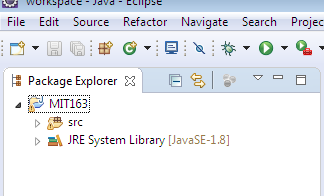 workspace - Java - Eclipse
File Edit Source Refactor Navigate Search Project
Package Explorer
MIT163
src
JRE System Library [JavaSE-1.8]